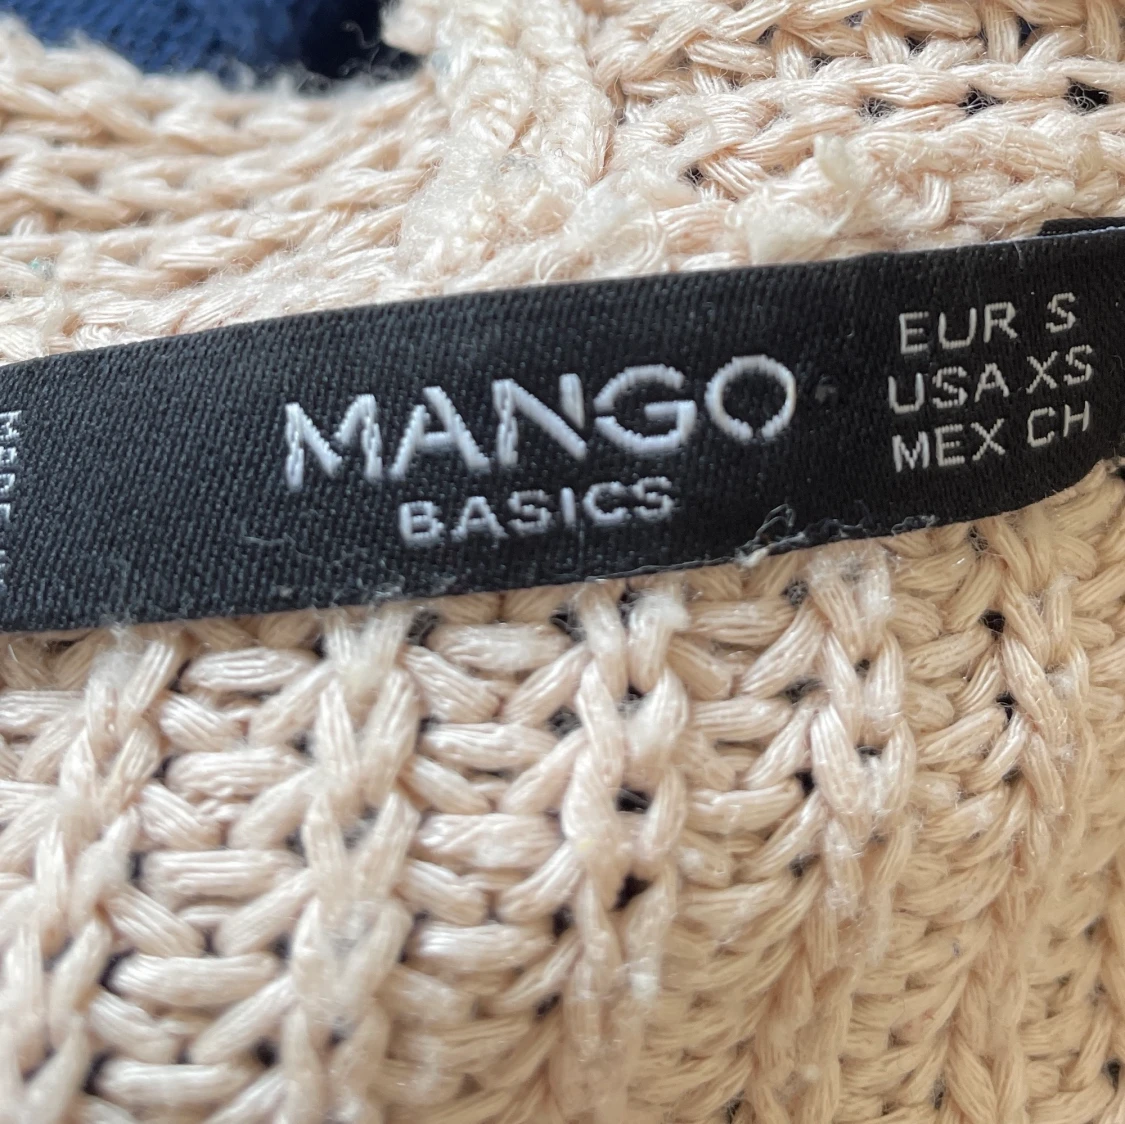 MANGO
BASICS
EUR S
USA XS
MEX CH